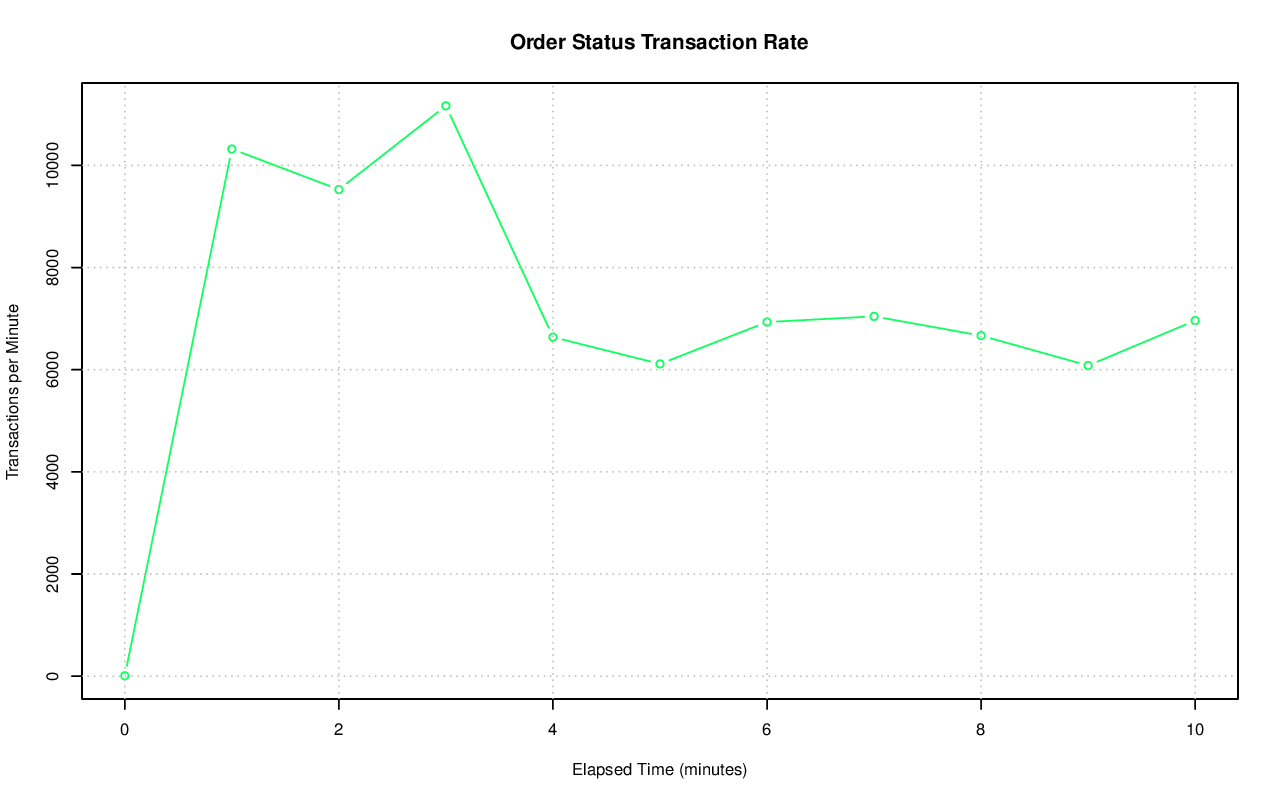 Order Status Transaction Rate
Transactions per Minute
10000
8000
6000
4000
2000
0
0 2 4 6 8 10
Elapsed Time (minutes)